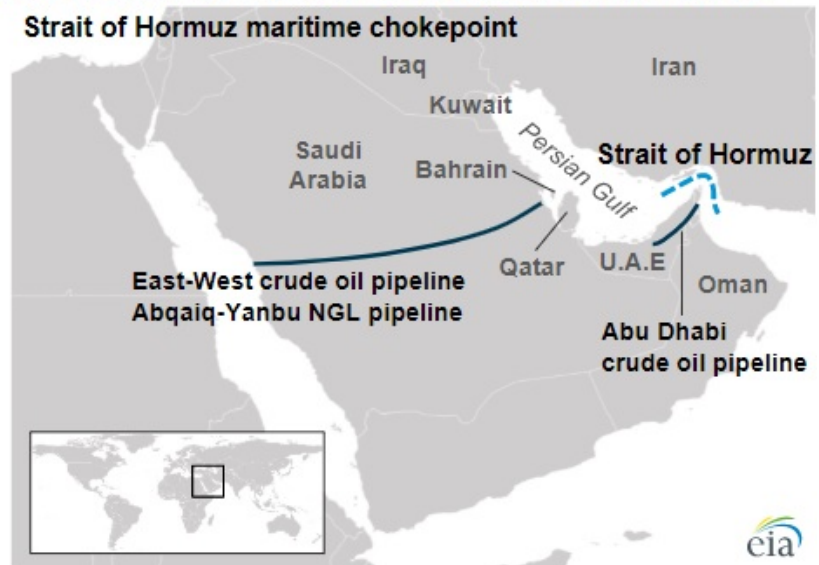 Strait of Hormuz maritime chokepoint
Iraq
Iran
Kuwait
Saudi
Arabia
Bahrain
Persian Gulf
Strait of Hormuz
Qatar
U.A.E
Oman
East-West crude oil pipeline
Abqaiq-Yanbu NGL pipeline
Abu Dhabi
crude oil pipeline
eia